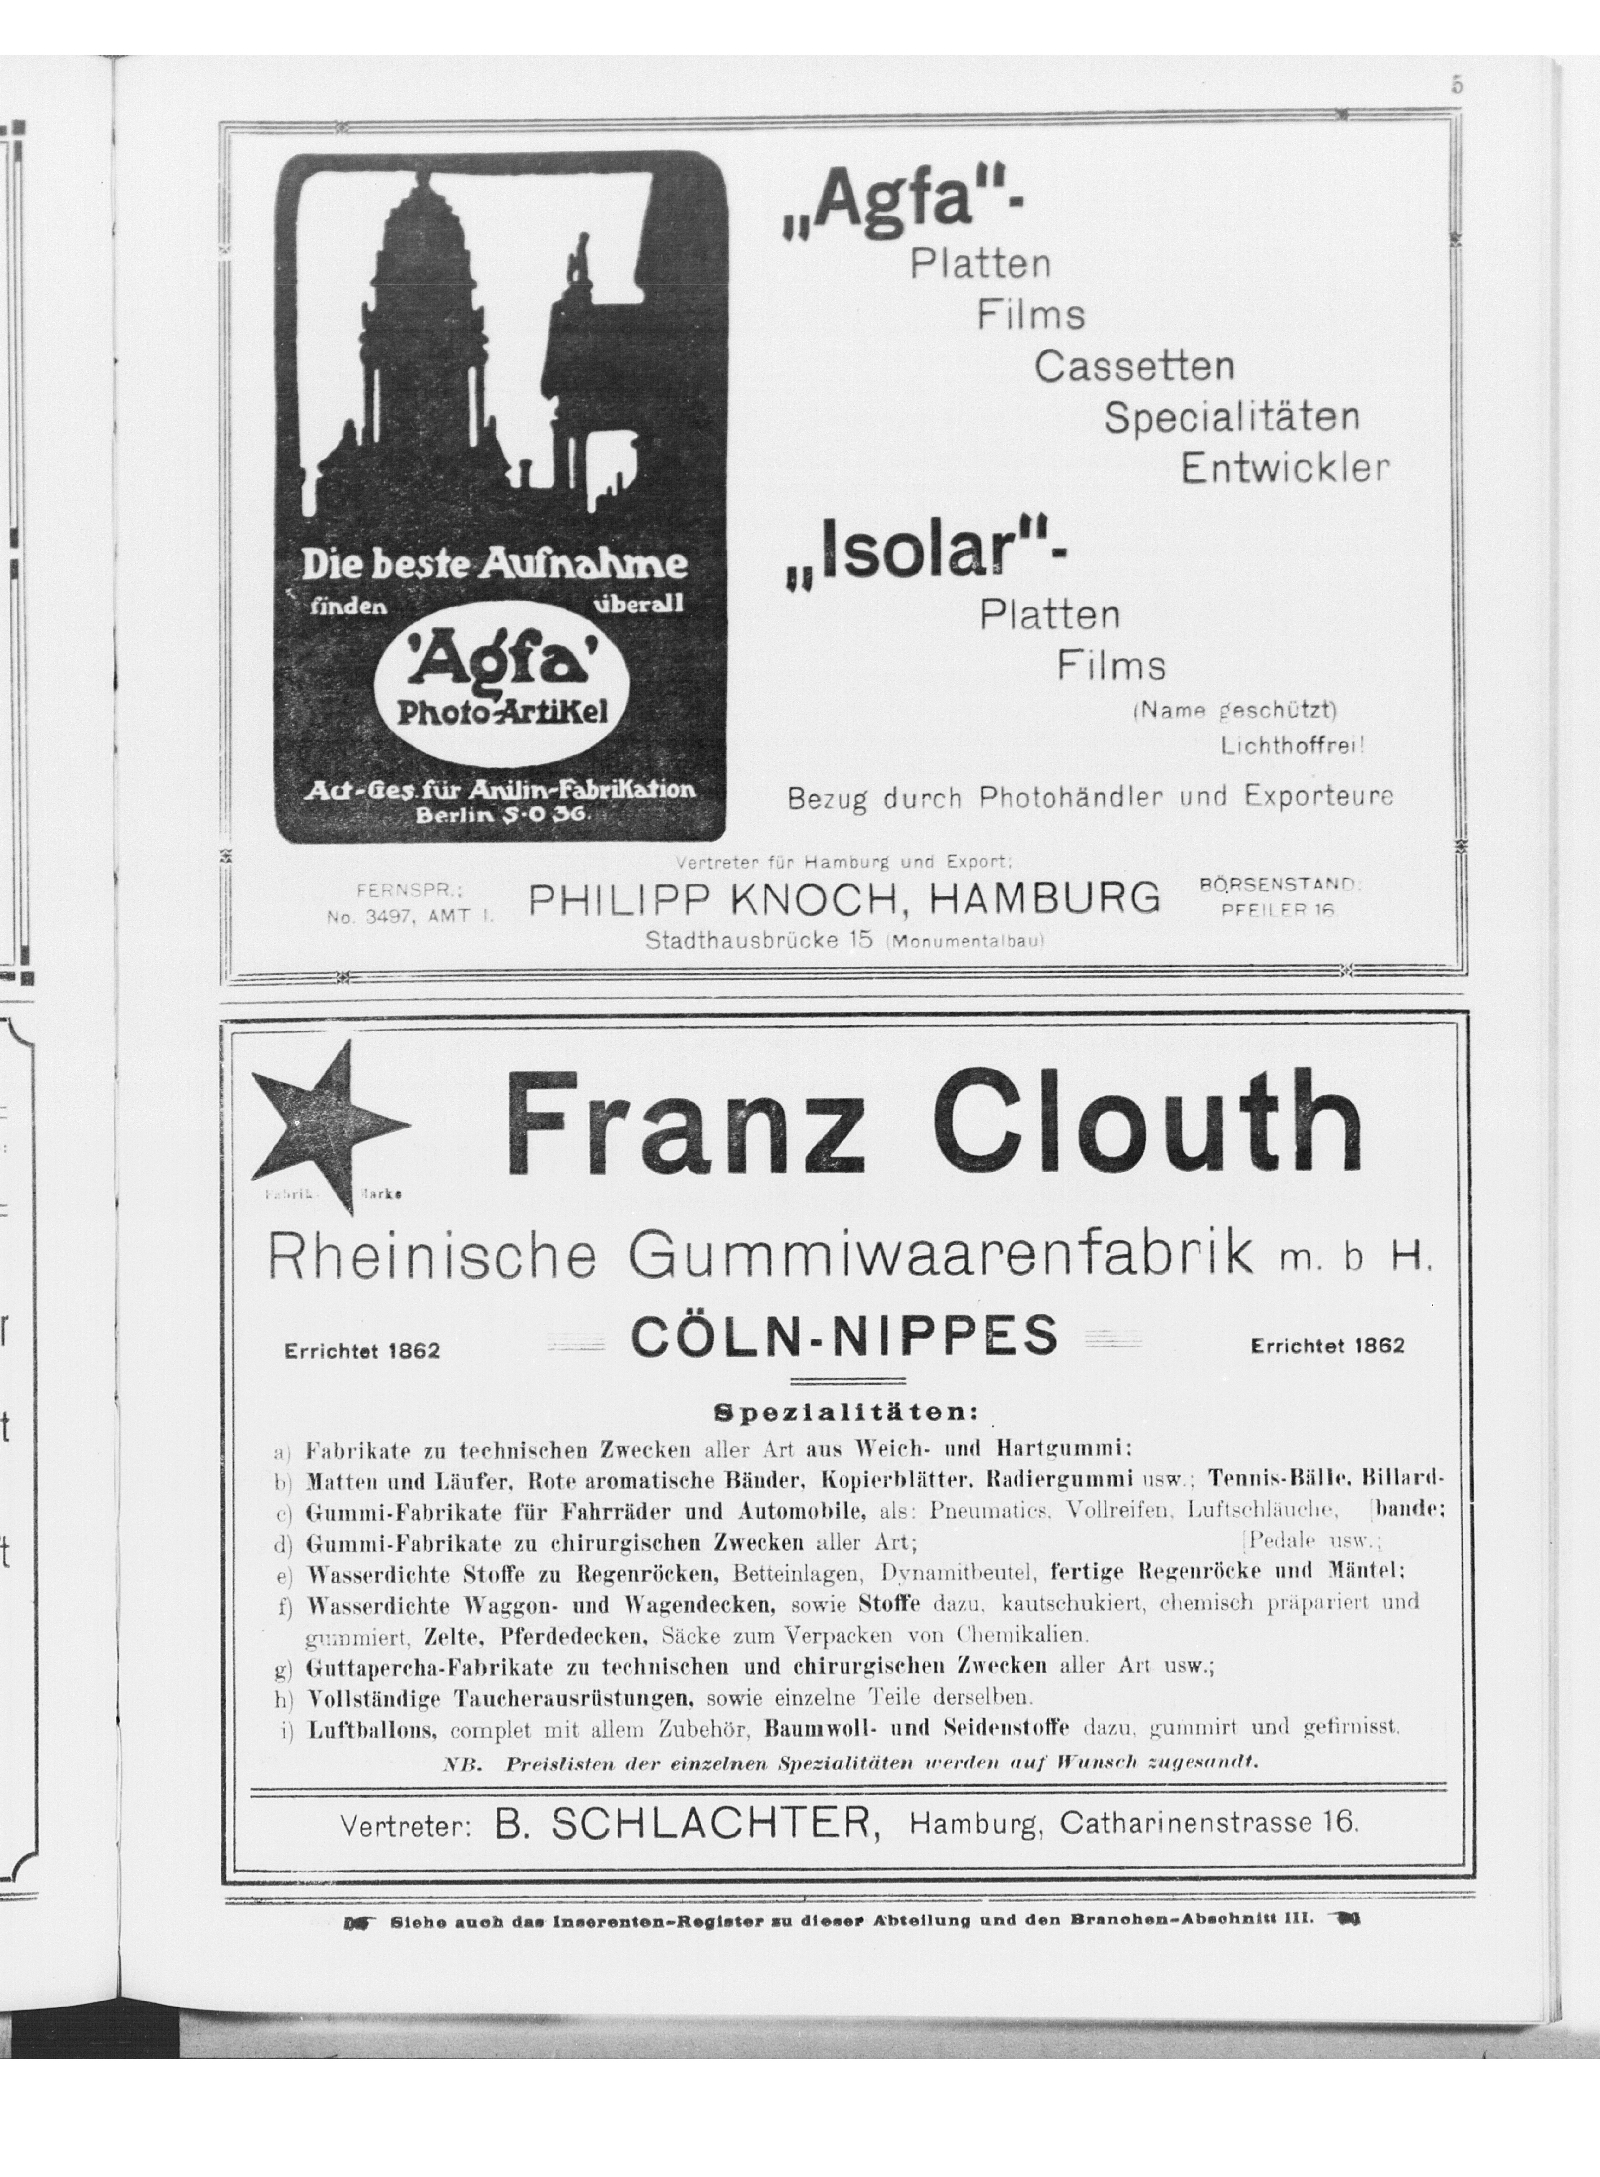 5
Die beste Aufnahme
finden überall
'Agfa'
Photo-Artikel
Act-Ges. für Anilin-Fabrikation
Berlin S·O 36.
„Agfa"-
Platten
Films
Cassetten
Specialitäten
Entwickler
„Isolar"-
Platten
Films
(Name geschützt)
Lichthoffrei!
Bezug durch Photohändler und Exporteure
Vertreter für Hamburg und Export:
FERNSPR.:
No. 3497, AMT I.
PHILIPP KNOCH, HAMBURG
BÖRSENSTAND:
PFEILER 16.
Stadthausbrücke 15 (Monumentalbau)
Fabrik- Marke
Franz Clouth
Rheinische Gummiwaarenfabrik m. b H.
Errichtet 1862 CÖLN-NIPPES Errichtet 1862
Spezialitäten:
a) Fabrikate zu technischen Zwecken aller Art aus Weich- und Hartgummi;
b) Matten und Läufer, Rote aromatische Bänder, Kopierblätter, Radiergummi usw.; Tennis-Bälle, Billard-
c) Gummi-Fabrikate für Fahrräder und Automobile, als: Pneumatics, Vollreifen, Luftschläuche, [bande;
d) Gummi-Fabrikate zu chirurgischen Zwecken aller Art; [Pedale usw.;
e) Wasserdichte Stoffe zu Regenröcken, Betteinlagen, Dynamitbeutel, fertige Regenröcke und Mäntel;
f) Wasserdichte Waggon- und Wagendecken, sowie Stoffe dazu, kautschukiert, chemisch präpariert und
gummiert, Zelte, Pferdedecken, Säcke zum Verpacken von Chemikalien.
g) Guttapercha-Fabrikate zu technischen und chirurgischen Zwecken aller Art usw.;
h) Vollständige Taucherausrüstungen, sowie einzelne Teile derselben.
i) Luftballons, complet mit allem Zubehör, Baumwoll- und Seidenstoffe dazu, gummirt und gefirnisst.
NB. Preislisten der einzelnen Spezialitäten werden auf Wunsch zugesandt.
Vertreter: B. SCHLACHTER, Hamburg, Catharinenstrasse 16.
Siehe auch das Inserenten-Register zu dieser Abteilung und den Branchen-Abschnitt III.